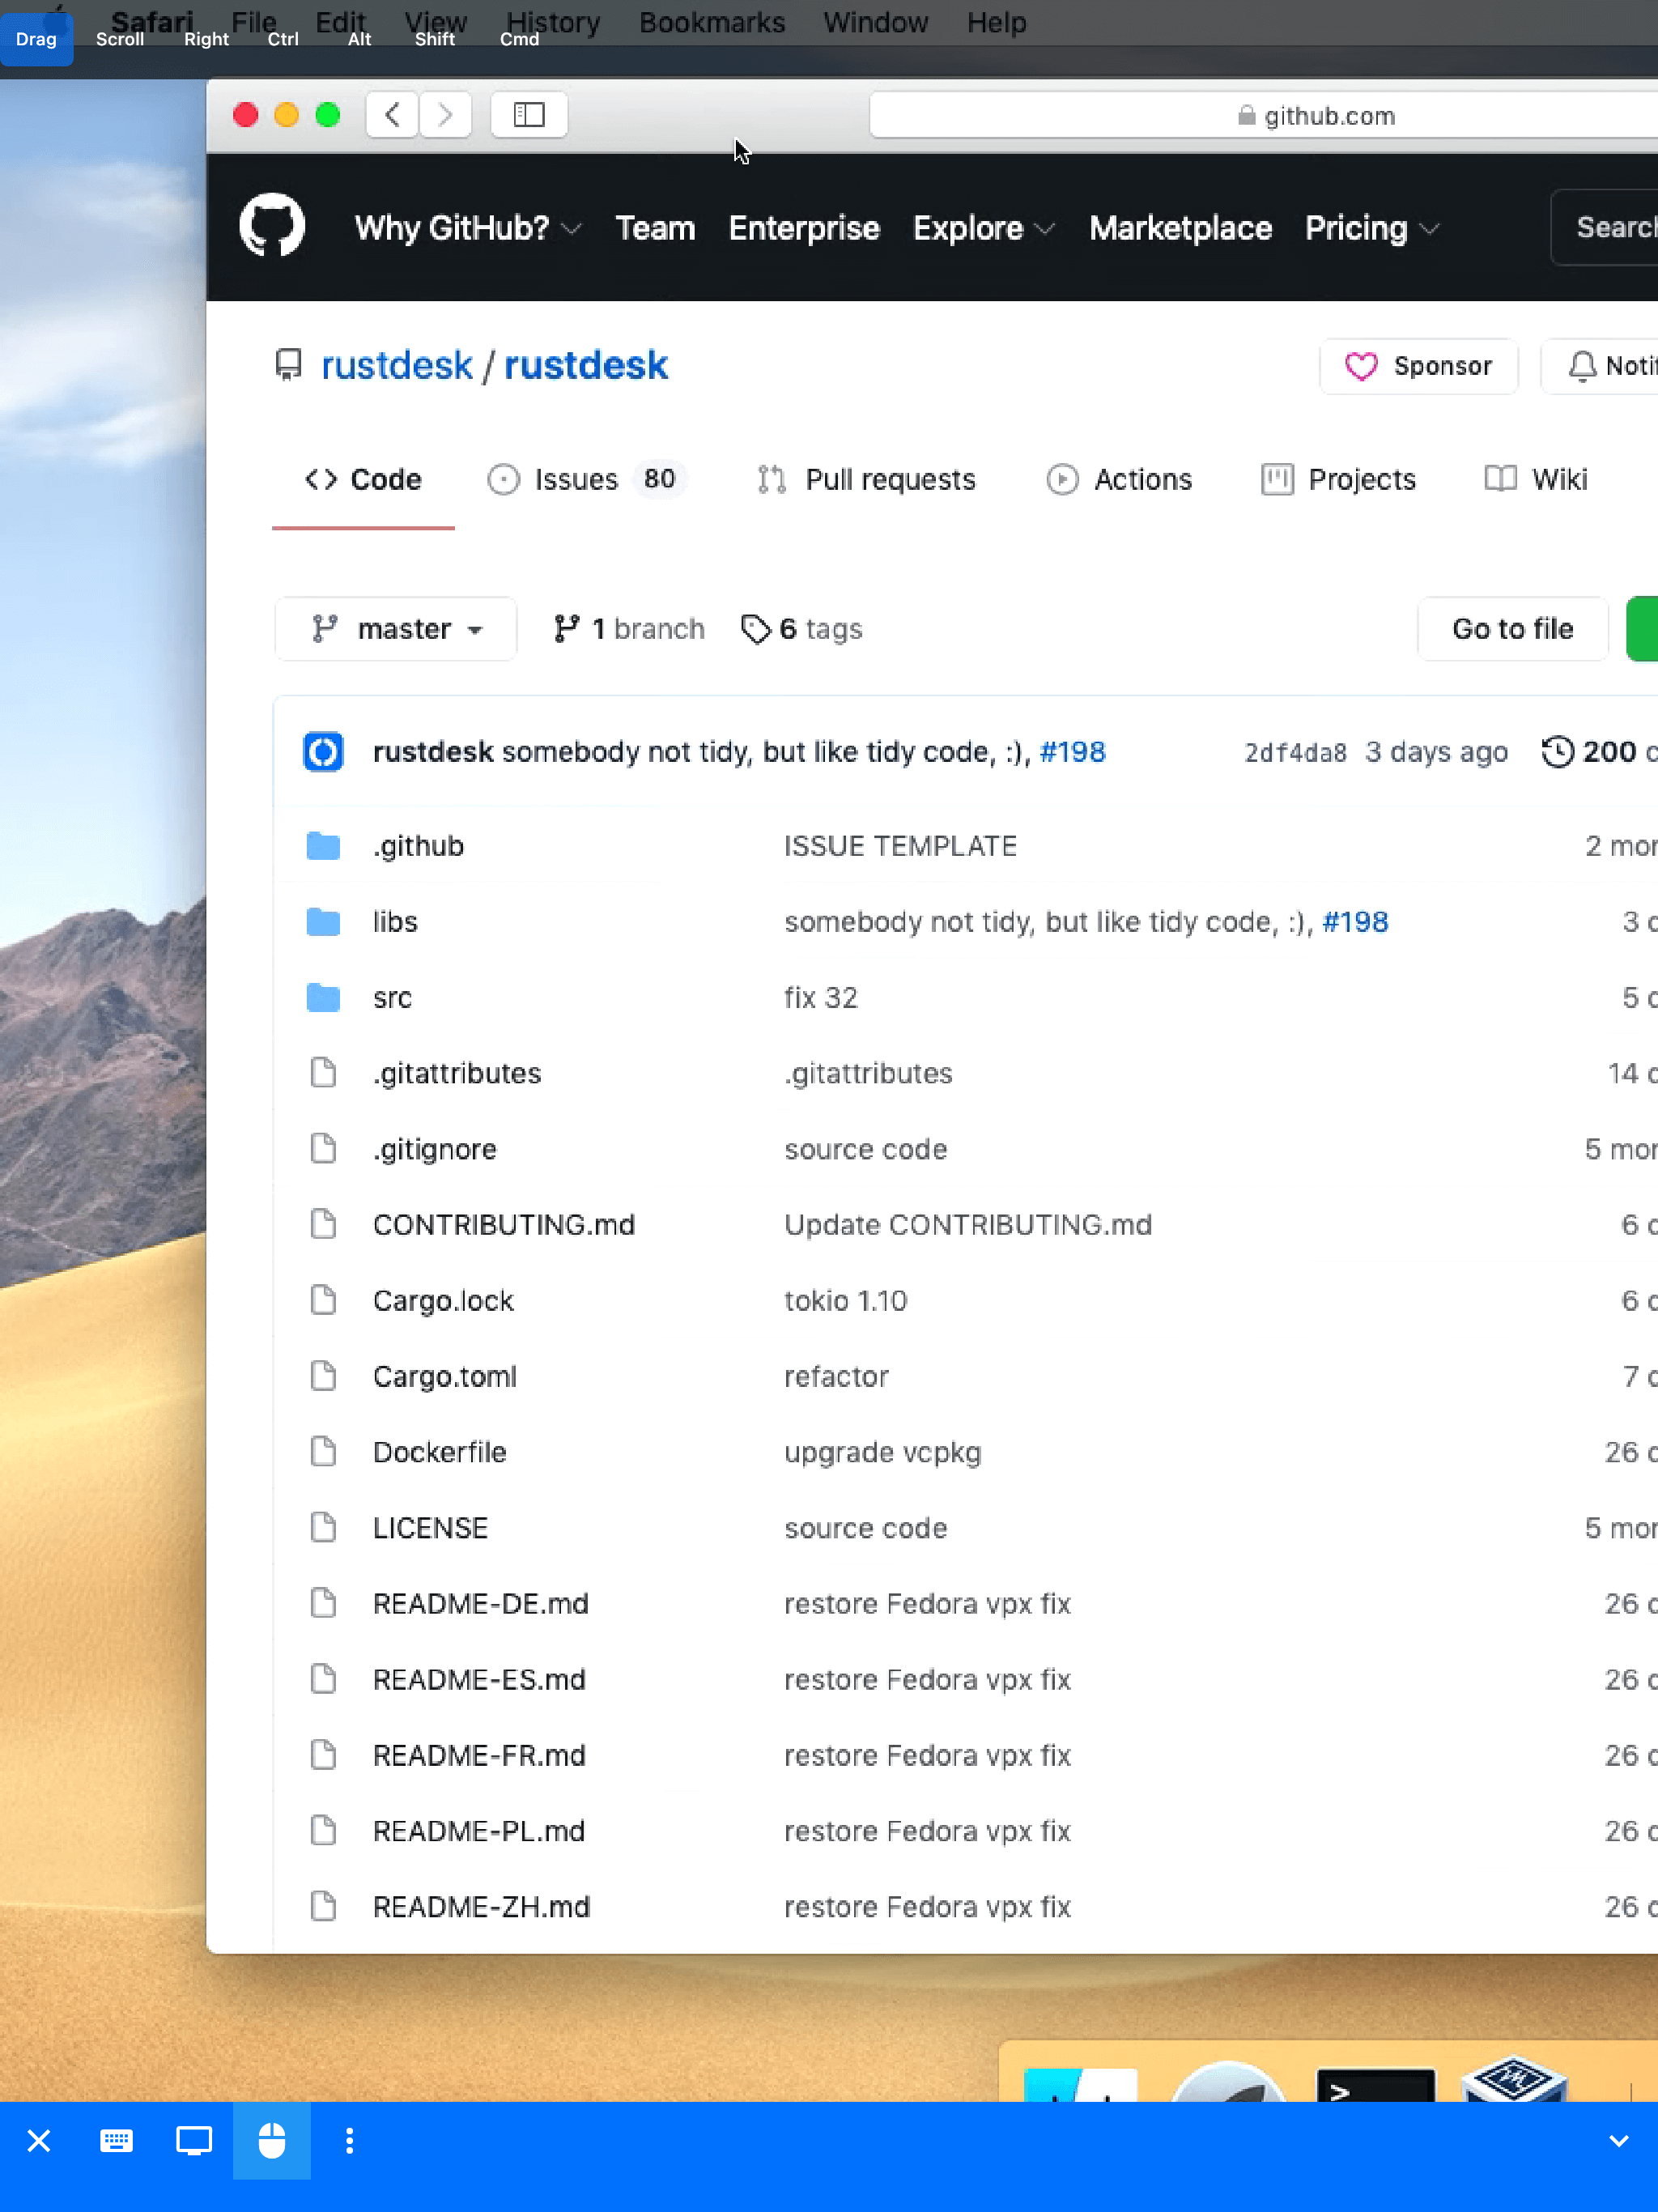 Safari File Edit View History Bookmarks Window Help
Drag Scroll Right Ctrl Alt Shift Cmd
github.com
Why GitHub? Team Enterprise Explore Marketplace Pricing Search
rustdesk / rustdesk Sponsor
Code Issues 80 Pull requests Actions Projects Wiki
master 1 branch 6 tags Go to file
rustdesk somebody not tidy, but like tidy code, :), #198 2df4da8 3 days ago 200
.github ISSUE TEMPLATE 2
libs somebody not tidy, but like tidy code, :), #198 3
src fix 32 5
.gitattributes .gitattributes 14
.gitignore source code 5
CONTRIBUTING.md Update CONTRIBUTING.md 6
Cargo.lock tokio 1.10 6
Cargo.toml refactor 7
Dockerfile upgrade vcpkg 26
LICENSE source code 5
README-DE.md restore Fedora vpx fix 26
README-ES.md restore Fedora vpx fix 26
README-FR.md restore Fedora vpx fix 26
README-PL.md restore Fedora vpx fix 26
README-ZH.md restore Fedora vpx fix 26